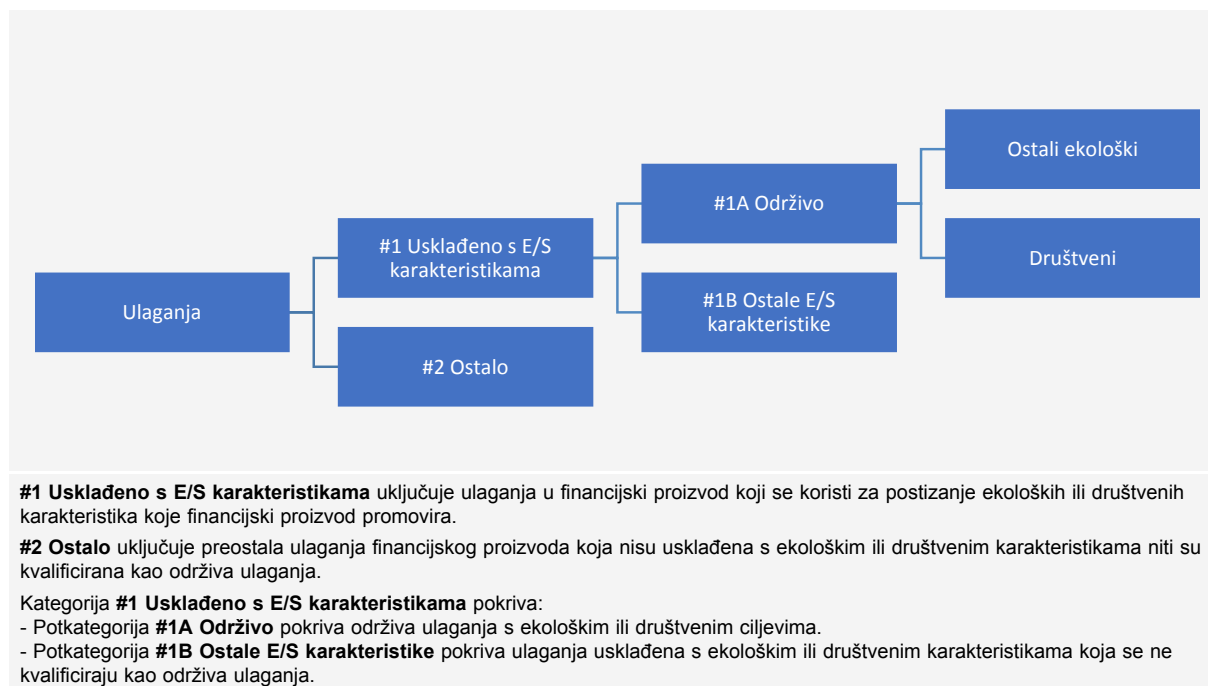 Ulaganja
#1 Usklađeno s E/S
karakteristikama
#2 Ostalo
#1A Održivo
#1B Ostale E/S
karakteristike
Ostali ekološki
Društveni
#1 Usklađeno s E/S karakteristikama uključuje ulaganja u financijski proizvod koji se koristi za postizanje ekoloških ili društvenih
karakteristika koje financijski proizvod promovira.
#2 Ostalo uključuje preostala ulaganja financijskog proizvoda koja nisu usklađena s ekološkim ili društvenim karakteristikama niti su
kvalificirana kao održiva ulaganja.
Kategorija #1 Usklađeno s E/S karakteristikama pokriva:
- Potkategorija #1A Održivo pokriva održiva ulaganja s ekološkim ili društvenim ciljevima.
- Potkategorija #1B Ostale E/S karakteristike pokriva ulaganja usklađena s ekološkim ili društvenim karakteristikama koja se ne
kvalificiraju kao održiva ulaganja.